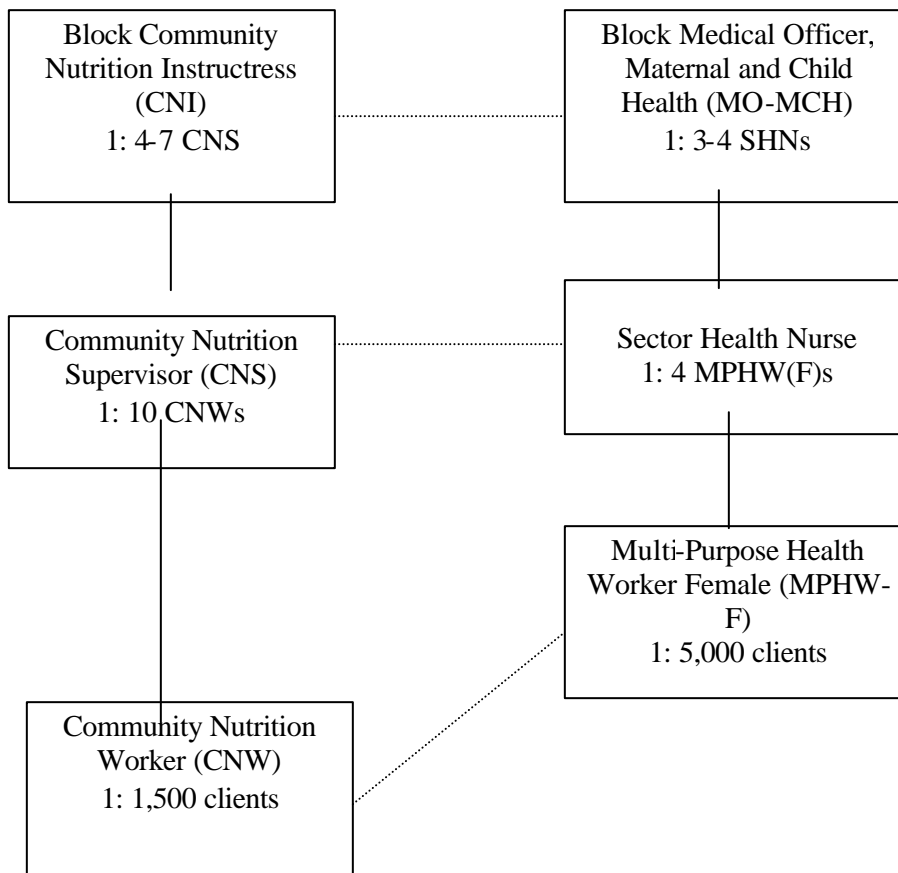 Block Community
Nutrition Instructress
(CNI)
1: 4-7 CNS
Block Medical Officer,
Maternal and Child
Health (MO-MCH)
1: 3-4 SHNs
Community Nutrition
Supervisor (CNS)
1: 10 CNWs
Sector Health Nurse
1: 4 MPHW(F)s
Multi-Purpose Health
Worker Female (MPHW-
F)
1: 5,000 clients
Community Nutrition
Worker (CNW)
1: 1,500 clients